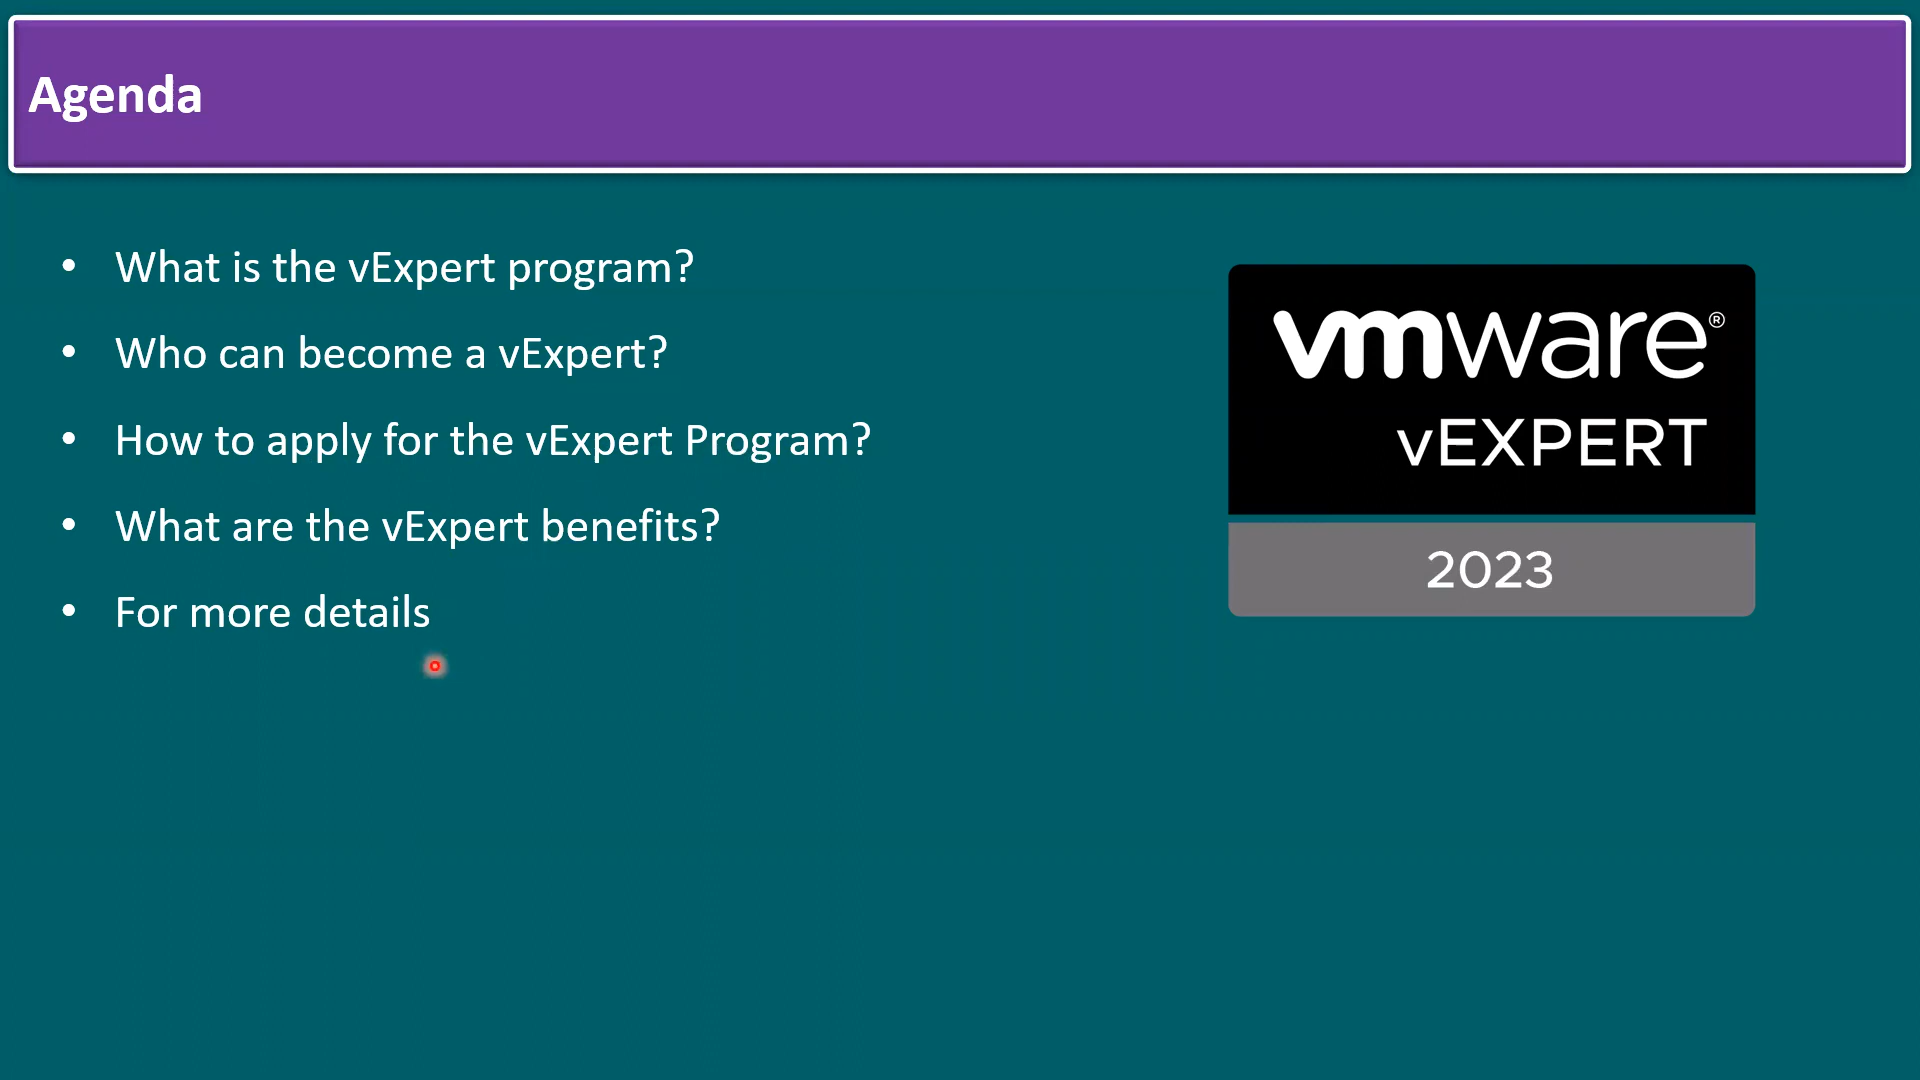 Agenda
• What is the vExpert program?
• Who can become a vExpert?
• How to apply for the vExpert Program?
• What are the vExpert benefits?
• For more details
vmware®
vEXPERT
2023